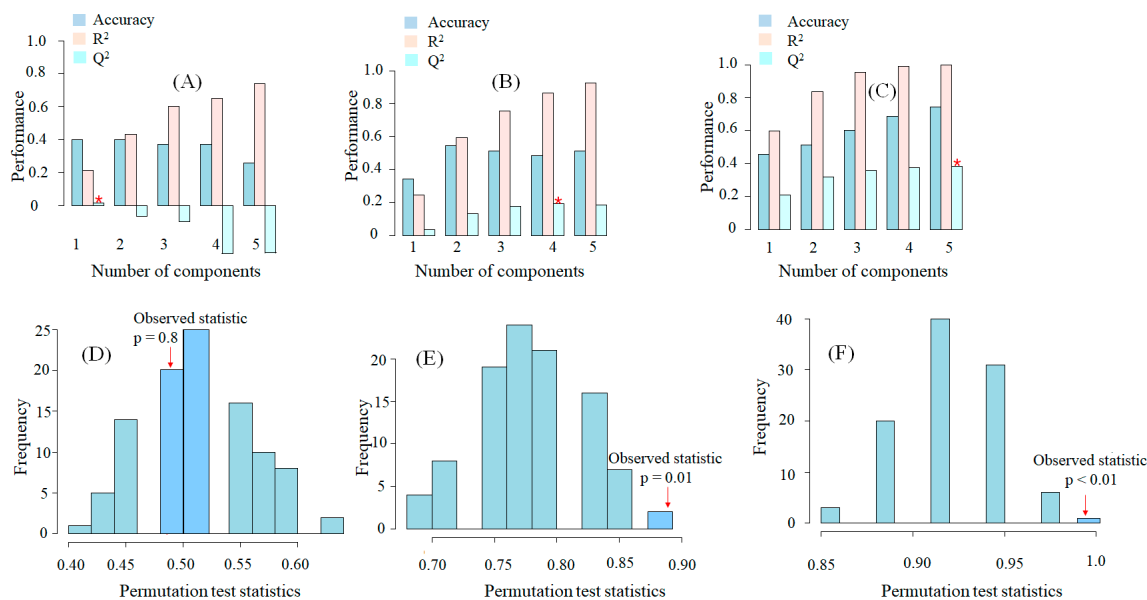 Accuracy
R²
Q²
(A)
1.0
0.8
0.6
0.4
0.2
0
Performance
1 2 3 4 5
Number of components
Accuracy
R²
Q²
(B)
1.0
0.8
0.6
0.4
0.2
0
Performance
1 2 3 4 5
Number of components
Accuracy
R²
Q²
(C)
1.0
0.8
0.6
0.4
0.2
0
Performance
1 2 3 4 5
Number of components
Observed statistic
p = 0.8
(D)
25
20
15
10
5
0
Frequency
0.40 0.45 0.50 0.55 0.60
Permutation test statistics
(E)
Observed statistic
p = 0.01
20
15
10
5
0
Frequency
0.70 0.75 0.80 0.85 0.90
Permutation test statistics
(F)
Observed statistic
p < 0.01
40
30
20
10
0
Frequency
0.85 0.90 0.95 1.0
Permutation test statistics